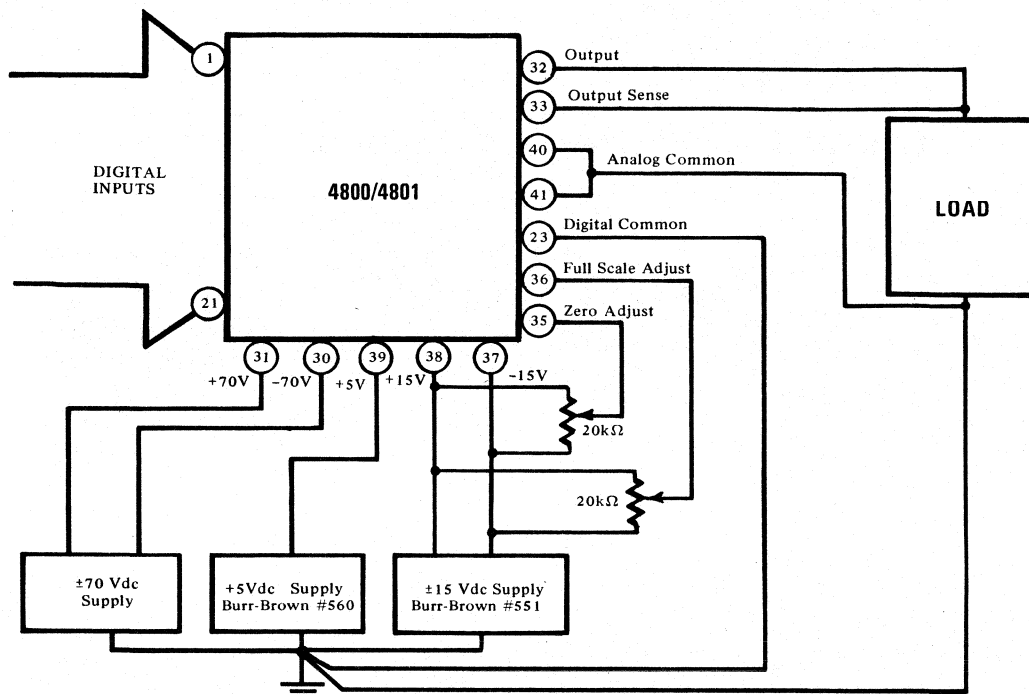 1
32
Output
33
Output Sense
DIGITAL
INPUTS
40
Analog Common
4800/4801
41
LOAD
23
Digital Common
36
Full Scale Adjust
21
35
Zero Adjust
31
30
39
38
37
+70V
-70V
+5V
+15V
-15V
20kΩ
20kΩ
±70 Vdc
Supply
+5Vdc Supply
Burr-Brown #560
±15 Vdc Supply
Burr-Brown #551